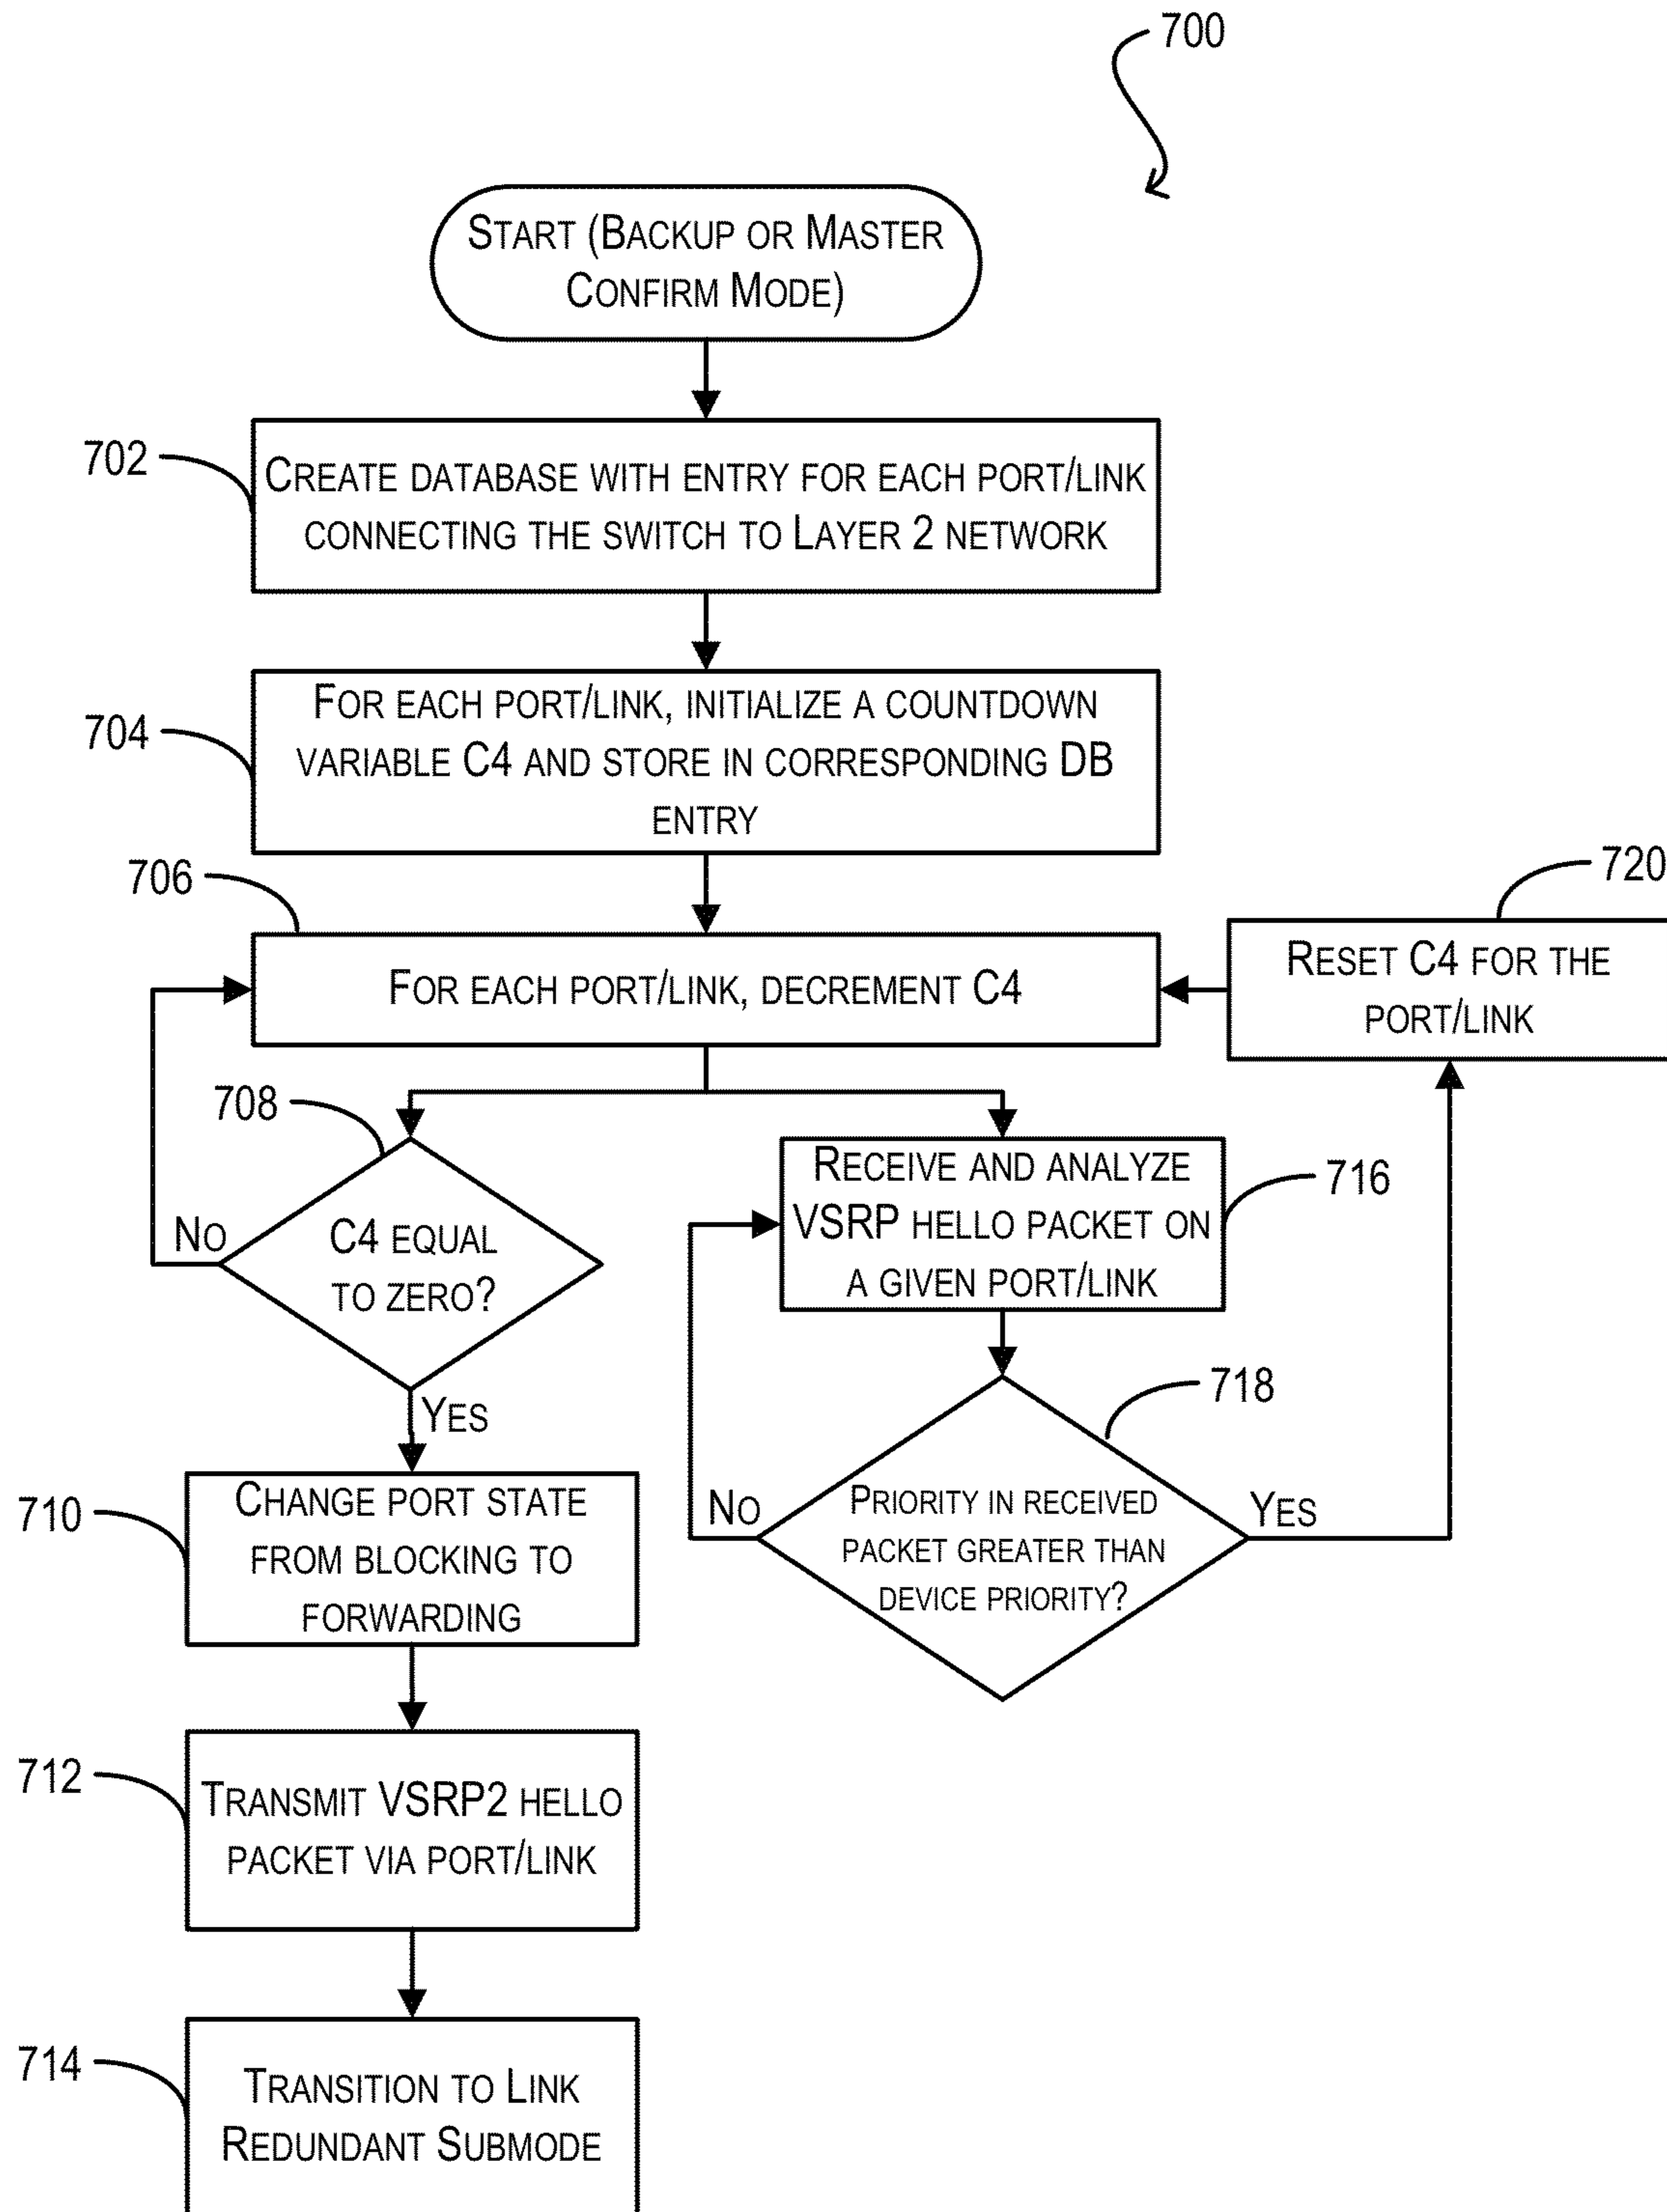 700
START (BACKUP OR MASTER
CONFIRM MODE)
702
CREATE DATABASE WITH ENTRY FOR EACH PORT/LINK
CONNECTING THE SWITCH TO LAYER 2 NETWORK
704
FOR EACH PORT/LINK, INITIALIZE A COUNTDOWN
VARIABLE C4 AND STORE IN CORRESPONDING DB
ENTRY
706
FOR EACH PORT/LINK, DECREMENT C4
720
RESET C4 FOR THE
PORT/LINK
708
C4 EQUAL
TO ZERO?
NO
YES
716
RECEIVE AND ANALYZE
VSRP HELLO PACKET ON
A GIVEN PORT/LINK
718
PRIORITY IN RECEIVED
PACKET GREATER THAN
DEVICE PRIORITY?
NO
YES
710
CHANGE PORT STATE
FROM BLOCKING TO
FORWARDING
712
TRANSMIT VSRP2 HELLO
PACKET VIA PORT/LINK
714
TRANSITION TO LINK
REDUNDANT SUBMODE